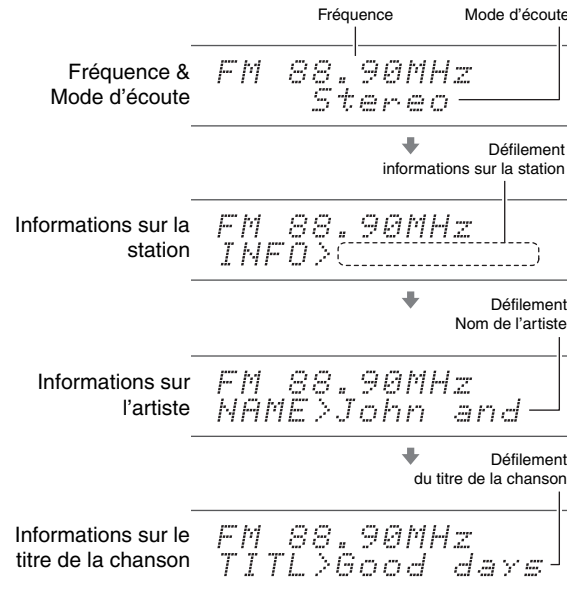 Fréquence
Mode d'écoute
Fréquence &
Mode d'écoute
FM 88.90MHz
Stereo
Défilement
informations sur la station
Informations sur la
station
FM 88.90MHz
INFO>
Défilement
Nom de l'artiste
Informations sur
l'artiste
FM 88.90MHz
NAME>John and
Défilement
du titre de la chanson
Informations sur le
titre de la chanson
FM 88.90MHz
TITL>Good days